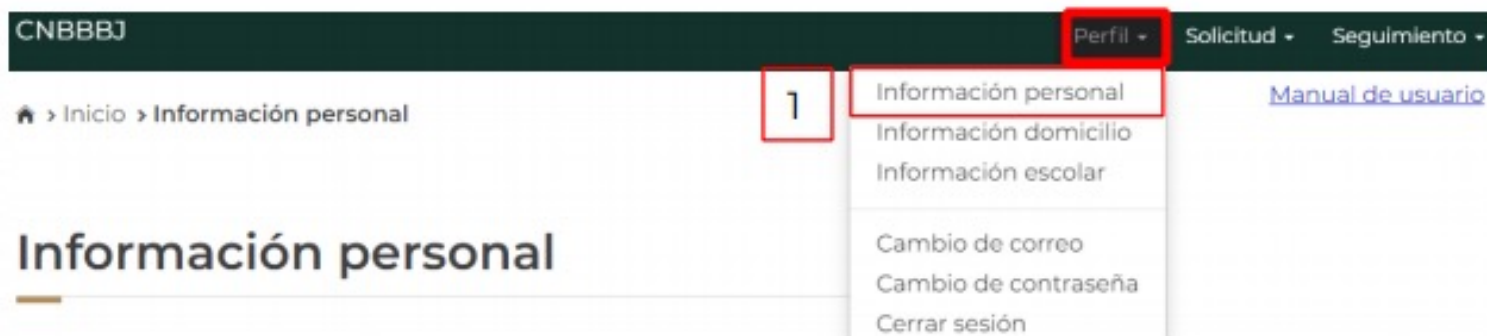 CNBBBJ
Perfil Solicitud Seguimiento
1
Información personal
Manual de usuario
> Inicio > Información personal
Información domicilio
Información escolar
Información personal
Cambio de correo
Cambio de contraseña
Cerrar sesión